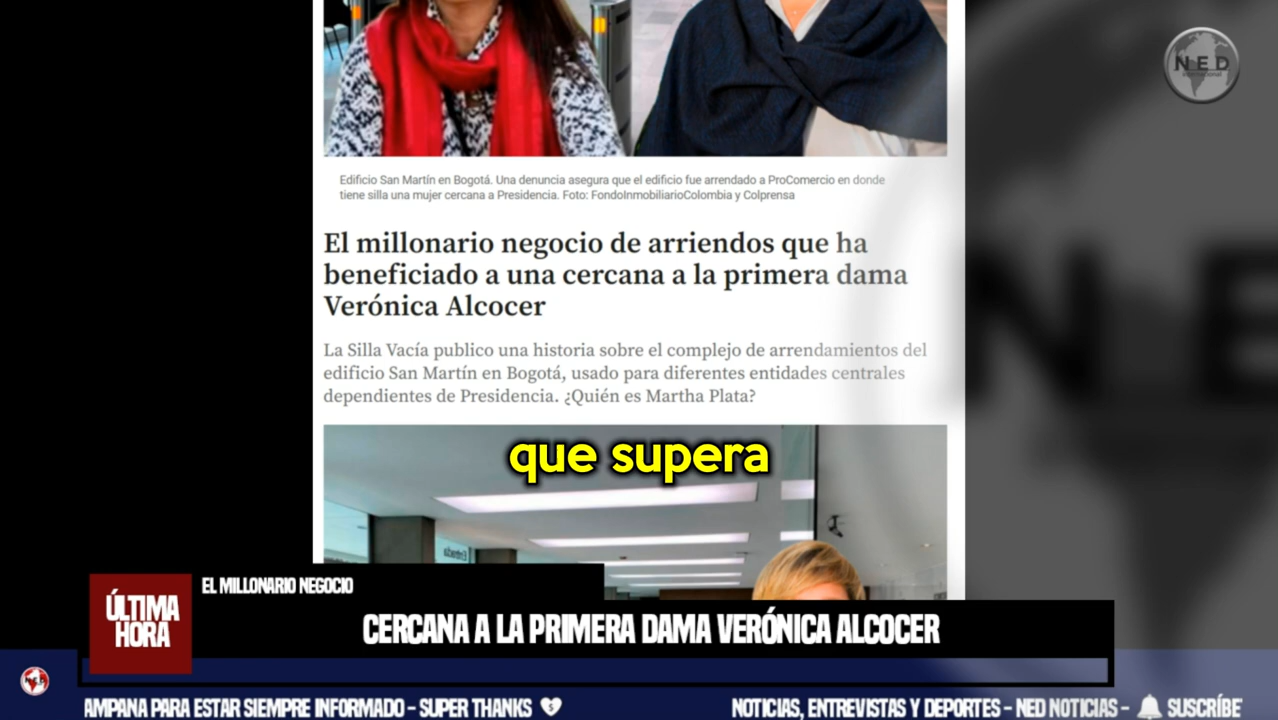 NED
International
Edificio San Martín en Bogotá. Una denuncia asegura que el edificio fue arrendado a ProComercio en donde
tiene silla una mujer cercana a Presidencia. Foto: FondoInmobiliarioColombia y Colprensa
El millonario negocio de arriendos que ha
beneficiado a una cercana a la primera dama
Verónica Alcocer
La Silla Vacía publico una historia sobre el complejo de arrendamientos del
edificio San Martín en Bogotá, usado para diferentes entidades centrales
dependientes de Presidencia. ¿Quién es Martha Plata?
que supera
Entrada
EL MILLONARIO NEGOCIO
ÚLTIMA
HORA
CERCANA A LA PRIMERA DAMA VERÓNICA ALCOCER
AMPANA PARA ESTAR SIEMPRE INFORMADO - SUPER THANKS
NOTICIAS, ENTREVISTAS Y DEPORTES - NED NOTICIAS - SUSCRÍBE